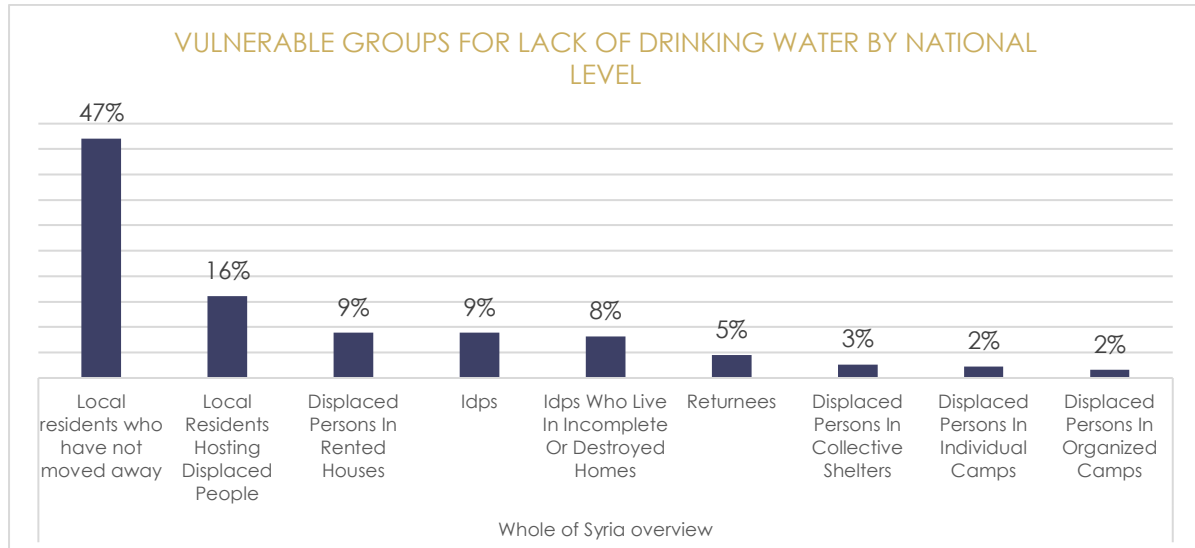 VULNERABLE GROUPS FOR LACK OF DRINKING WATER BY NATIONAL
LEVEL
47%
16%
9%
9%
8%
5%
3%
2%
2%
Local
residents who
have not
moved away
Local
Residents
Hosting
Displaced
People
Displaced
Persons In
Rented
Houses
Idps
Idps Who Live
In Incomplete
Or Destroyed
Homes
Returnees
Displaced
Persons In
Collective
Shelters
Displaced
Persons In
Individual
Camps
Displaced
Persons In
Organized
Camps
Whole of Syria overview